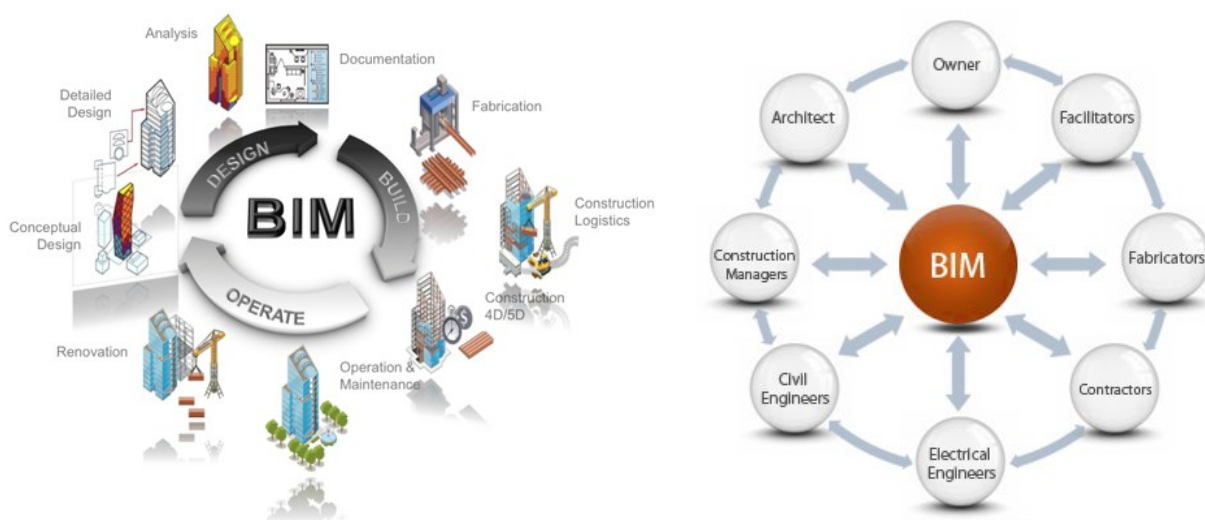 Analysis
Documentation
Detailed
Design
Fabrication
DESIGN
BUILD
BIM
Conceptual
Design
Construction
Logistics
OPERATE
Construction
4D/5D
Renovation
Operation &
Maintenance
Owner
Architect
Facilitators
Construction
Managers
BIM
Fabricators
Civil
Engineers
Contractors
Electrical
Engineers